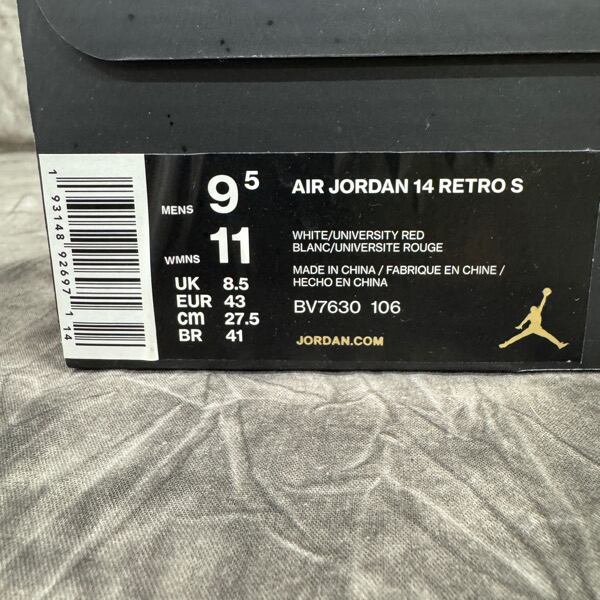 1 93148 92697 1 14
MENS 9 5
WMNS 11
UK 8.5
EUR 43
cm 27.5
BR 41
AIR JORDAN 14 RETRO S
WHITE/UNIVERSITY RED
BLANC/UNIVERSITE ROUGE
MADE IN CHINA / FABRIQUE EN CHINE /
HECHO EN CHINA
BV7630 106
JORDAN.COM